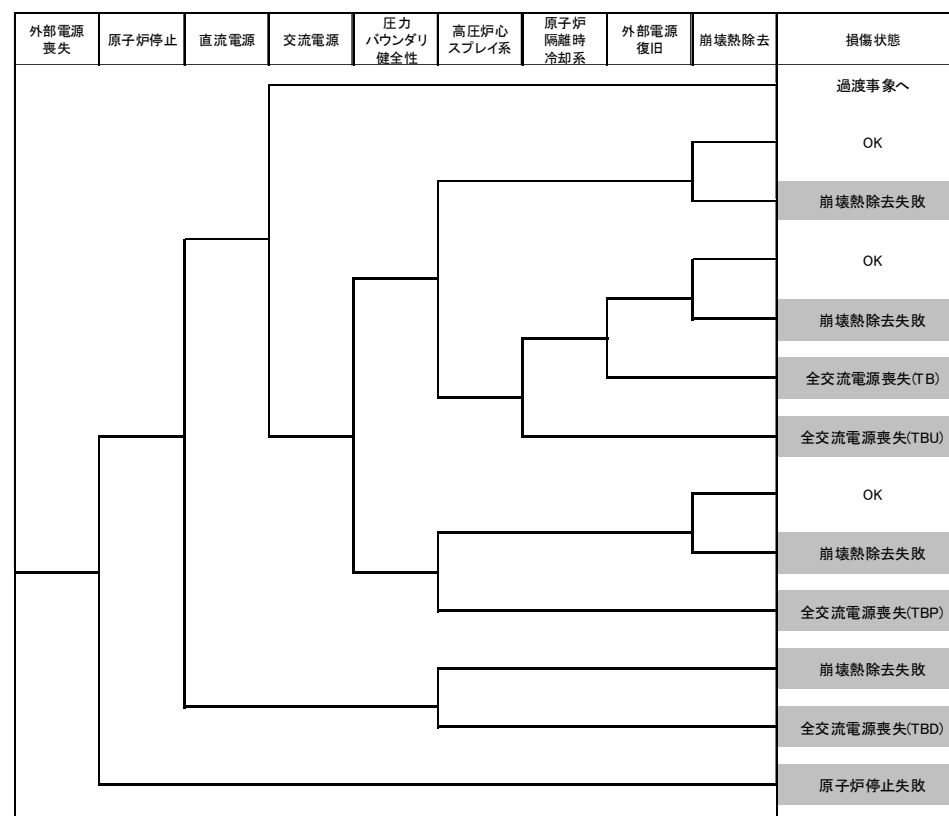 外部電源
喪失
原子炉停止
直流電源
交流電源
圧力
バウンダリ
健全性
高圧炉心
スプレイ系
原子炉
隔離時
冷却系
外部電源
復旧
崩壊熱除去
損傷状態
過渡事象へ
OK
崩壊熱除去失敗
OK
崩壊熱除去失敗
全交流電源喪失(TB)
全交流電源喪失(TBU)
OK
崩壊熱除去失敗
全交流電源喪失(TBP)
崩壊熱除去失敗
全交流電源喪失(TBD)
原子炉停止失敗